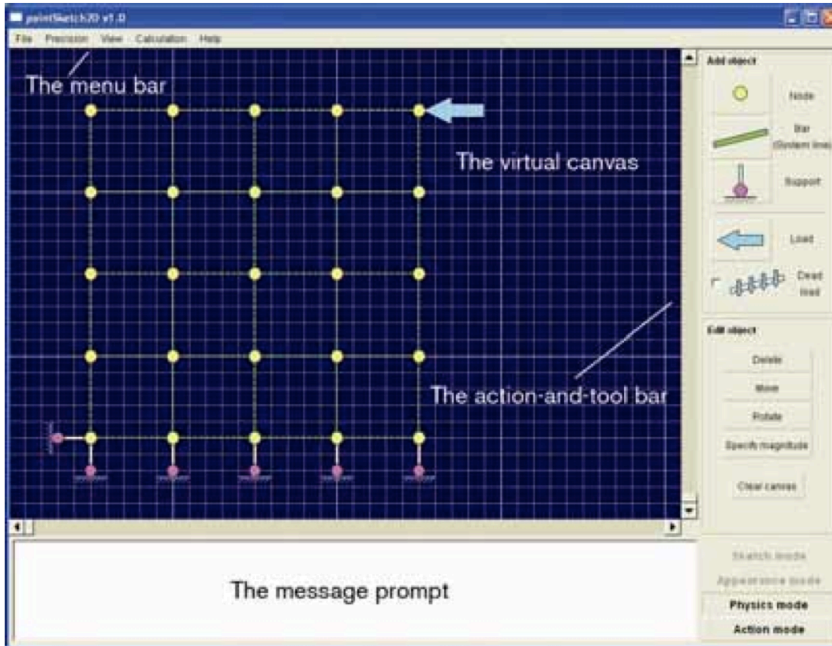 pointSketch2D v1.0
File Precision View Calculation Help
The menu bar
The virtual canvas
The action-and-tool bar
The message prompt
Add object
Node
Bar
(System line)
Support
Load
Dead
load
Edit object
Delete
Move
Rotate
Specify magnitude
Clear canvas
Sketch mode
Appearance mode
Physics mode
Action mode